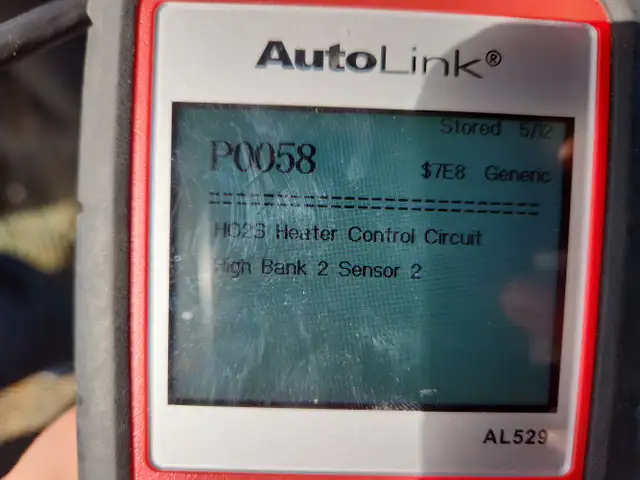 AutoLink®
Stored 5/12
P0058
$7E8 Generic
==============================
HO2S Heater Control Circuit
High Bank 2 Sensor 2
AL529